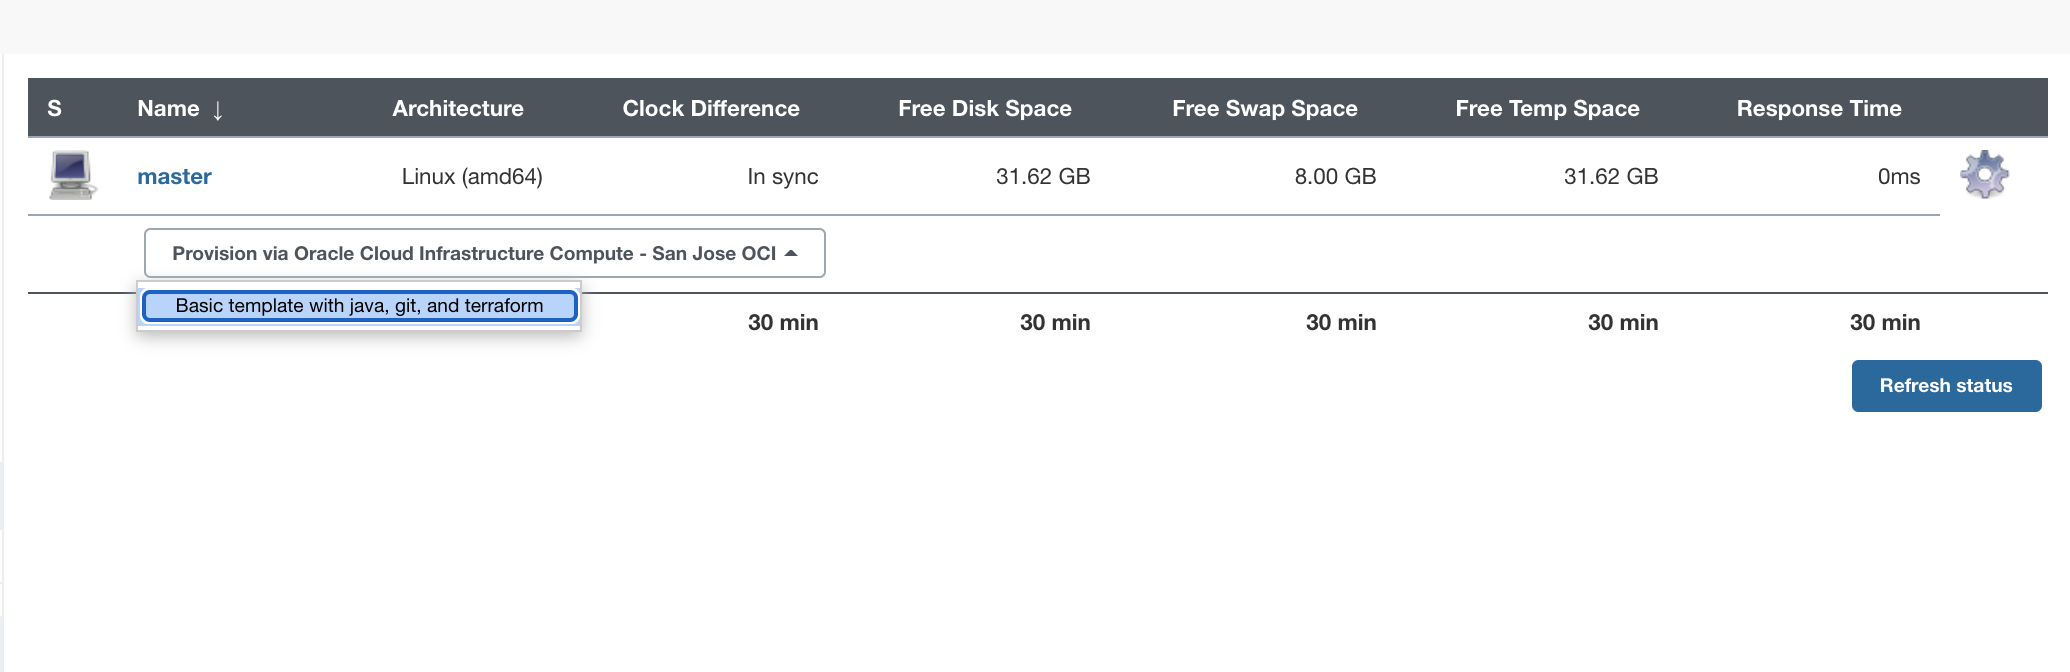 S Name ↓ Architecture Clock Difference Free Disk Space Free Swap Space Free Temp Space Response Time
master Linux (amd64) In sync 31.62 GB 8.00 GB 31.62 GB 0ms
Provision via Oracle Cloud Infrastructure Compute - San Jose OCI
Basic template with java, git, and terraform
30 min 30 min 30 min 30 min 30 min
Refresh status